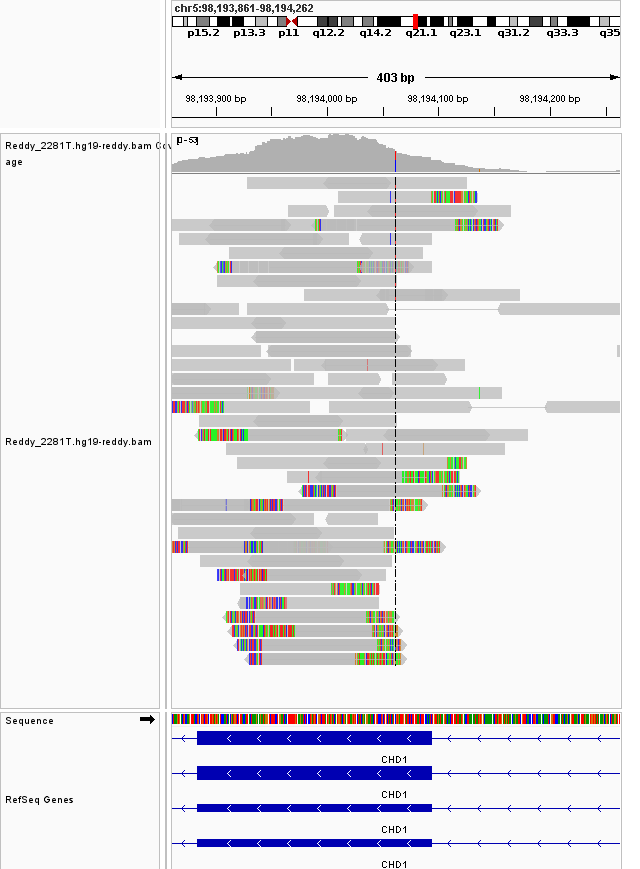 chr5:98,193,861-98,194,262
p15.2 p13.3 p11 q12.2 q14.2 q21.1 q23.1 q31.2 q33.3 q35
403 bp
98,193,900 bp 98,194,000 bp 98,194,100 bp 98,194,200 bp
Reddy_2281T.hg19-reddy.bam Cov
age
[0-53]
Reddy_2281T.hg19-reddy.bam
Sequence
CHD1
CHD1
RefSeq Genes
CHD1
CHD1